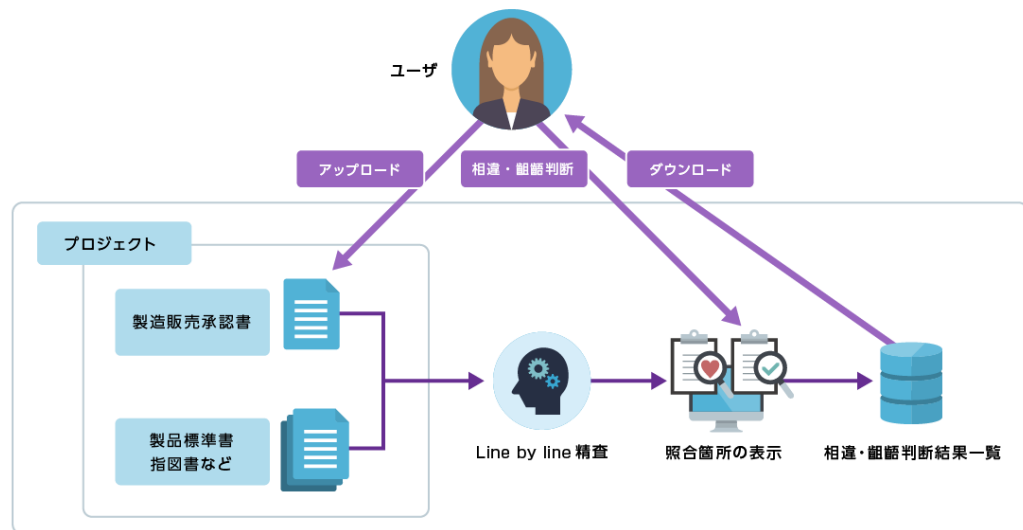 ユーザ
アップロード
相違・齟齬判断
ダウンロード
プロジェクト
製造販売承認書
製品標準書
指図書など
Line by line 精査
照合箇所の表示
相違・齟齬判断結果一覧